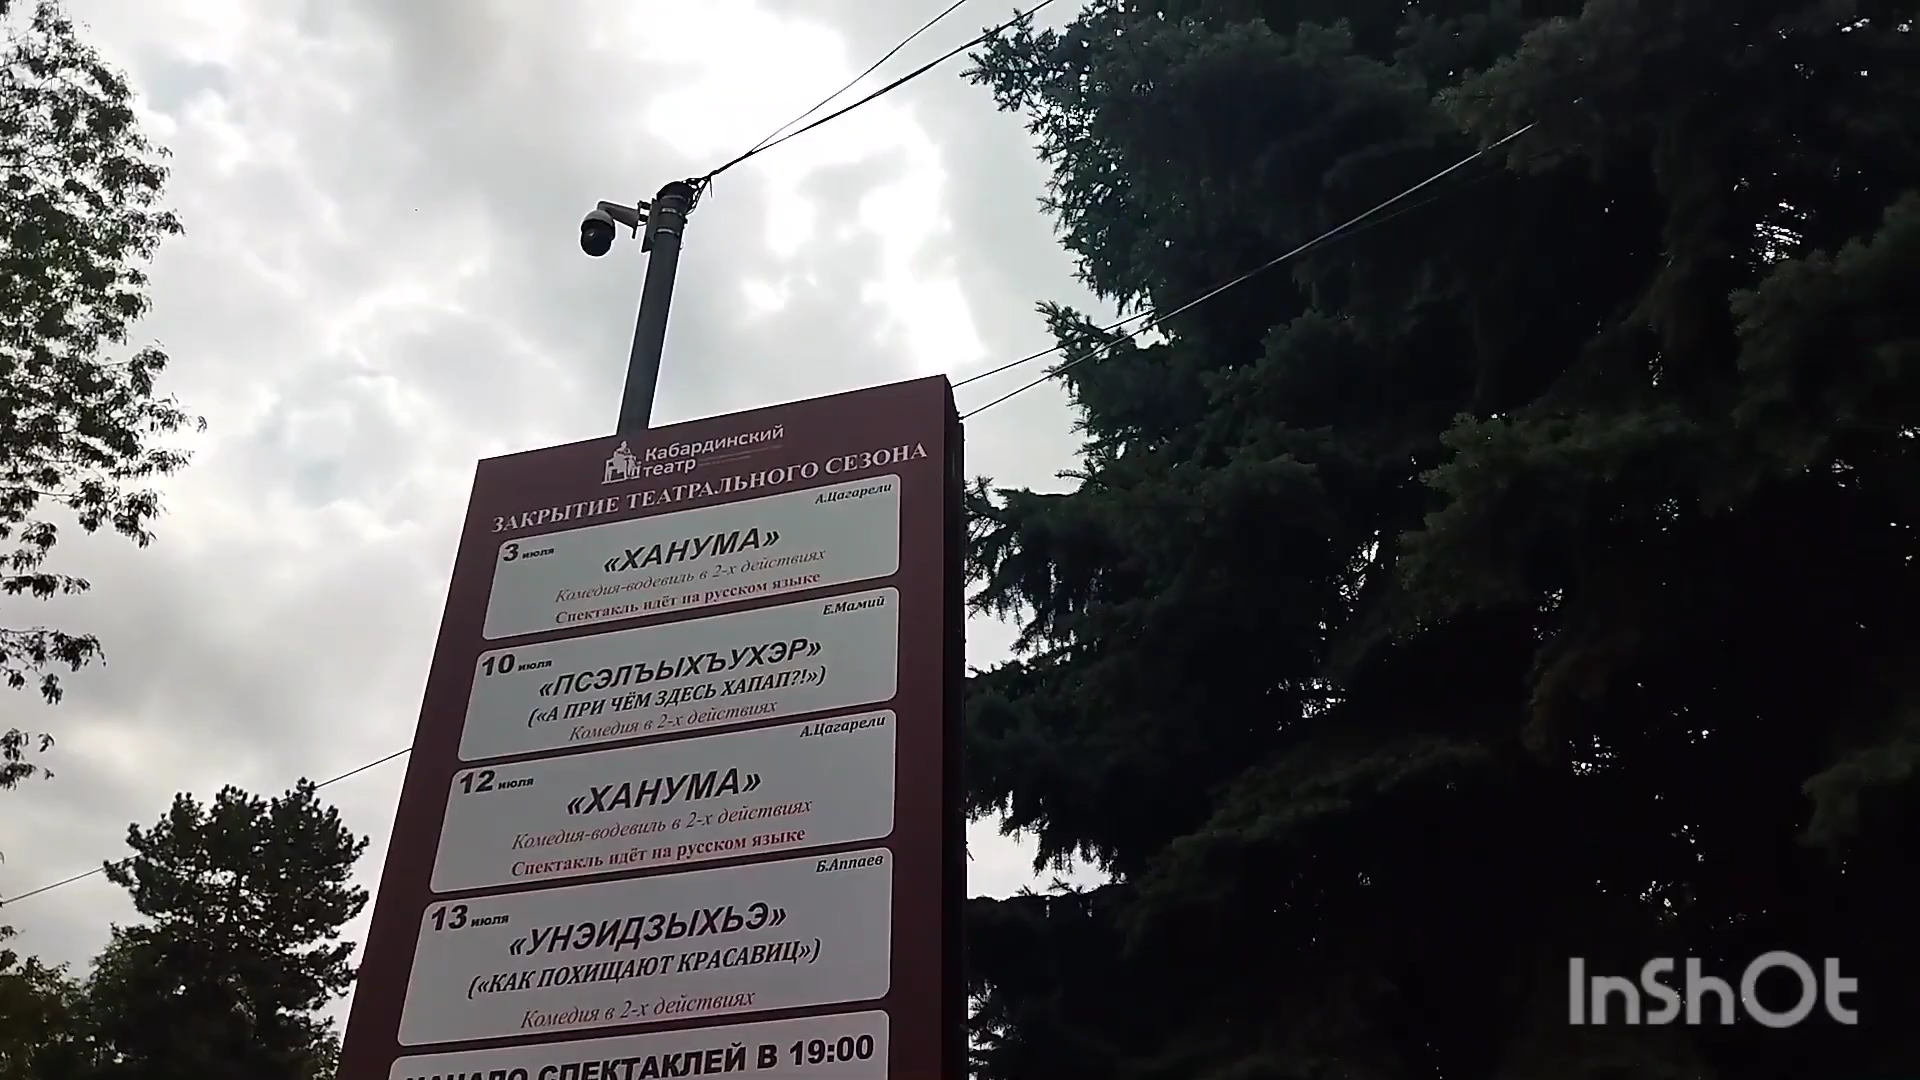 Кабардинский
театр
ЗАКРЫТИЕ ТЕАТРАЛЬНОГО СЕЗОНА
А.Цагарели
3 июля
«ХАНУМА»
Комедия-водевиль в 2-х действиях
Спектакль идёт на русском языке
Е.Мамий
10 июля
«ПСЭЛЪЫХЪУХЭР»
(«А ПРИ ЧЁМ ЗДЕСЬ ХАПАП?!»)
Комедия в 2-х действиях
А.Цагарели
12 июля
«ХАНУМА»
Комедия-водевиль в 2-х действиях
Спектакль идёт на русском языке
Б.Аппаев
13 июля
«УНЭИДЗЫХЬЭ»
(«КАК ПОХИЩАЮТ КРАСАВИЦ»)
Комедия в 2-х действиях
НАЧАЛО СПЕКТАКЛЕЙ В 19:00
InShOt